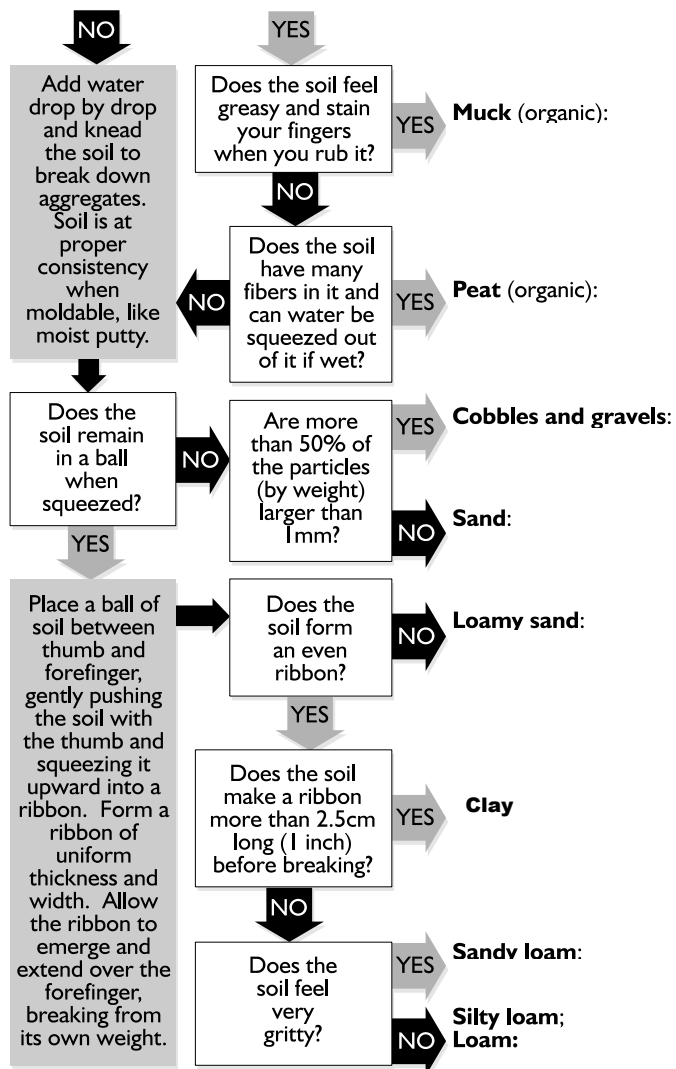 NO
YES
Add water
drop by drop
and knead
the soil to
break down
aggregates.
Soil is at
proper
consistency
when
moldable, like
moist putty.
Does the soil feel
greasy and stain
your fingers
when you rub it?
YES
Muck (organic):
NO
Does the soil
have many
fibers in it and
can water be
squeezed out
of it if wet?
NO
YES
Peat (organic):
Does the
soil remain
in a ball
when
squeezed?
NO
Are more
than 50% of
the particles
(by weight)
larger than
1mm?
YES
Cobbles and gravels:
NO
Sand:
YES
Place a ball of
soil between
thumb and
forefinger,
gently pushing
the soil with
the thumb and
squeezing it
upward into a
ribbon. Form a
ribbon of
uniform
thickness and
width. Allow
the ribbon to
emerge and
extend over the
forefinger,
breaking from
its own weight.
Does the
soil form
an even
ribbon?
NO
Loamy sand:
YES
Does the soil
make a ribbon
more than 2.5cm
long (1 inch)
before breaking?
YES
Clay
NO
Does the
soil feel
very
gritty?
YES
Sandy loam:
NO
Silty loam;
Loam: